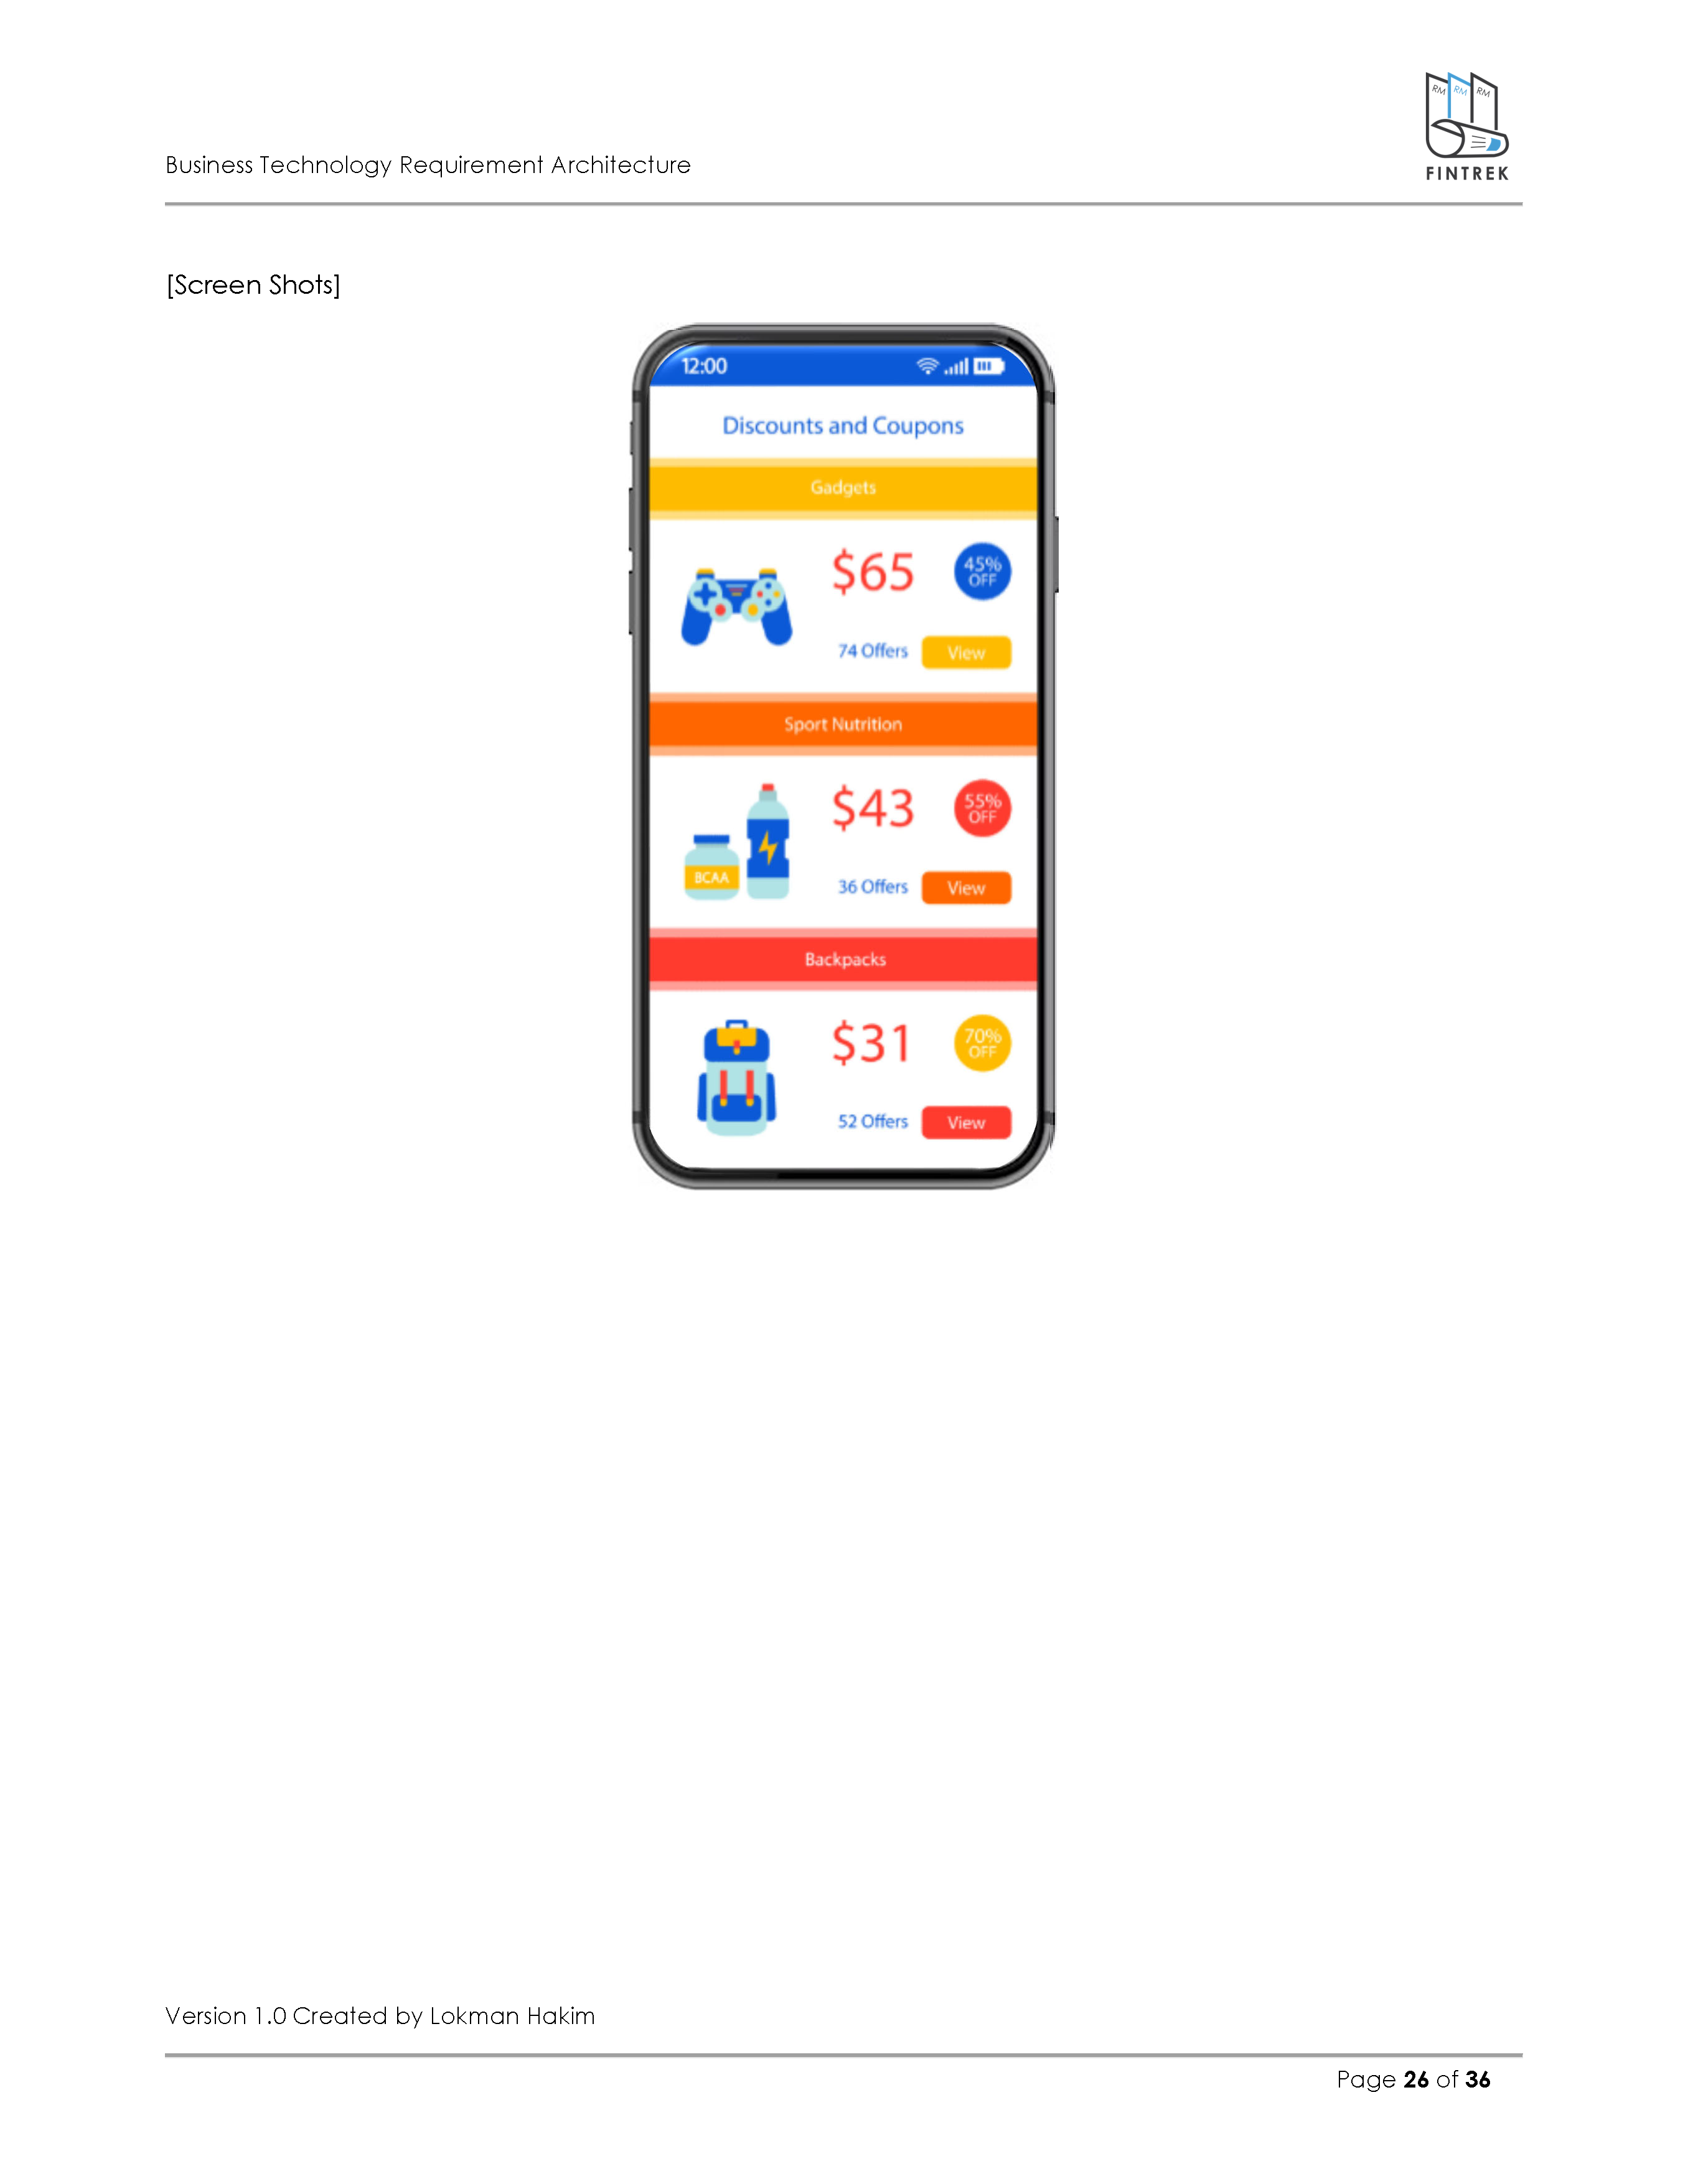 RM RM RM
FINTREK
Business Technology Requirement Architecture
[Screen Shots]
12:00
Discounts and Coupons
Gadgets
$65
45%
OFF
74 Offers
View
Sport Nutrition
$43
55%
OFF
BCAA
36 Offers
View
Backpacks
$31
70%
OFF
52 Offers
View
Version 1.0 Created by Lokman Hakim
Page 26 of 36